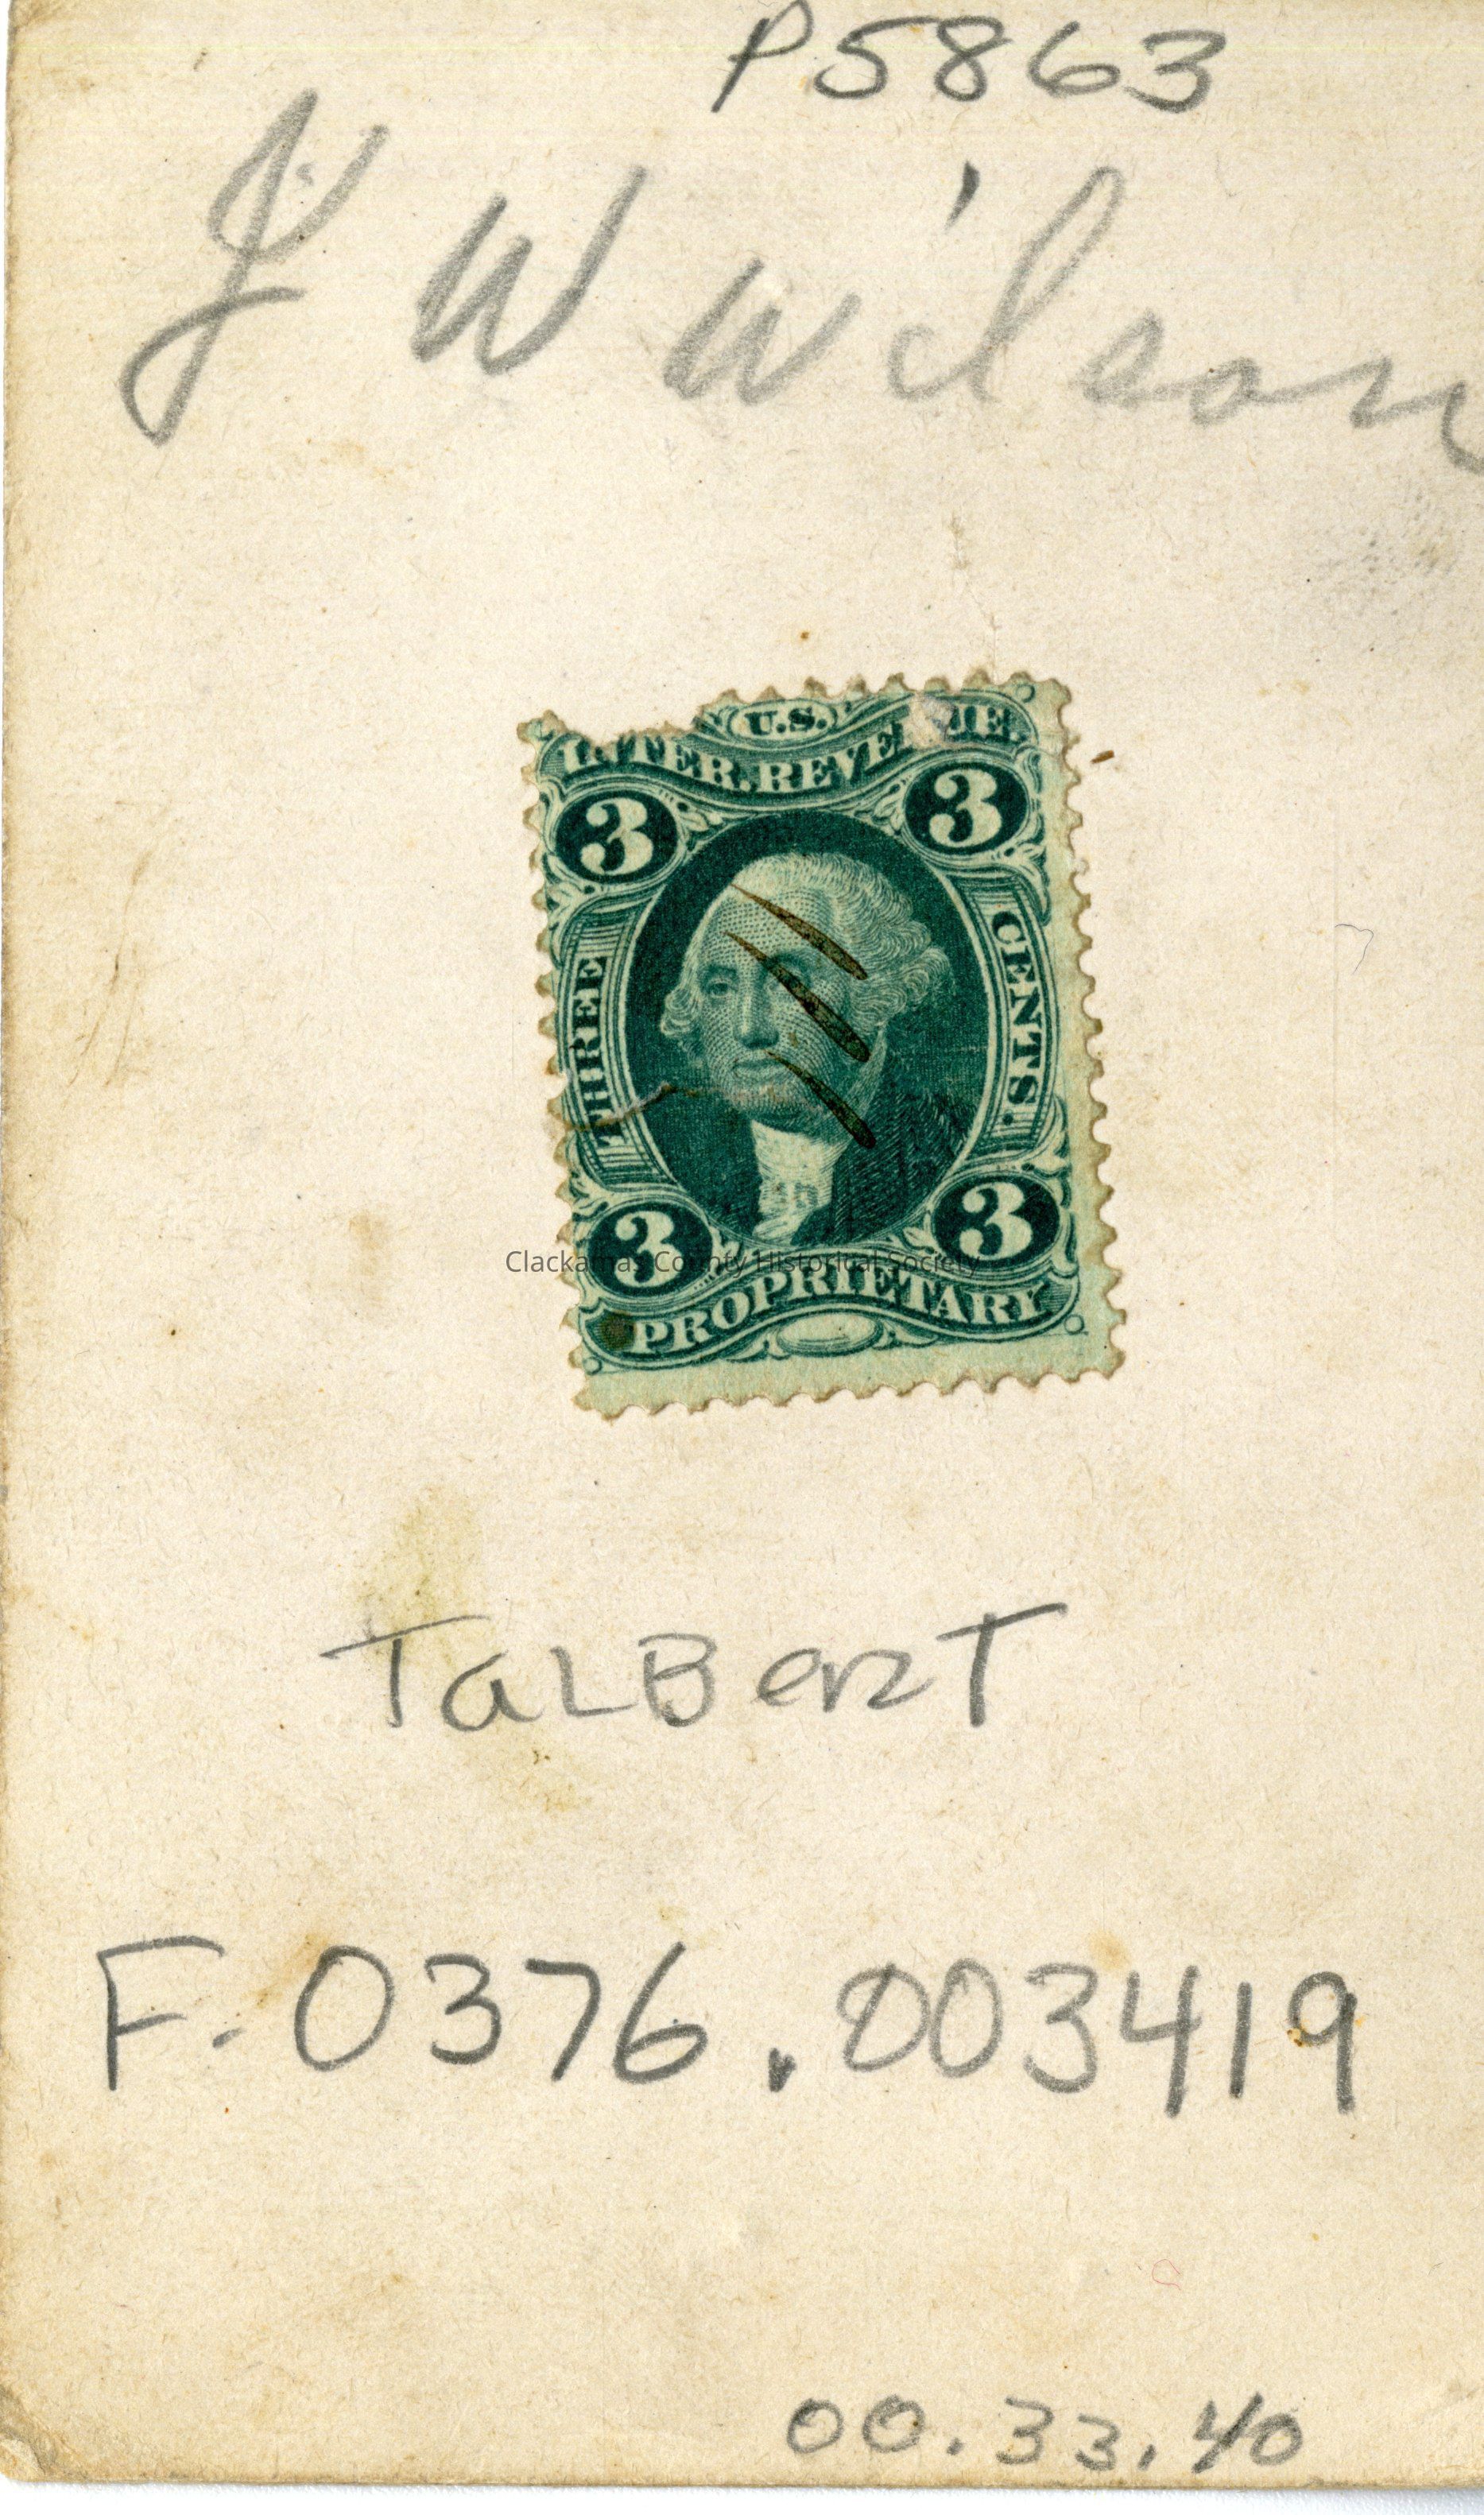 P5863
J W Wilson
U.S.
INTER. REVENUE.
3 3
THREE CENTS.
3 3
Clackamas County Historical Society
PROPRIETARY
TaLBerT
F. 0376.003419
00.33.40